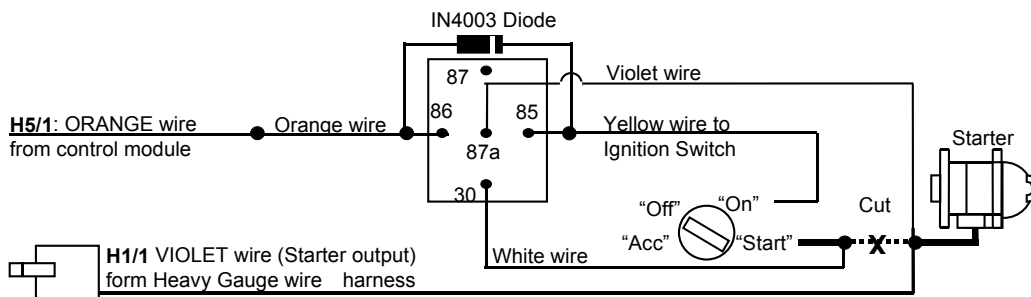 IN4003 Diode
87
Violet wire
86
85
H5/1: ORANGE wire
from control module
Orange wire
87a
Yellow wire to
Ignition Switch
Starter
30
"Off"
"On"
Cut
"Acc"
"Start"
X
H1/1 VIOLET wire (Starter output)
form Heavy Gauge wire harness
White wire